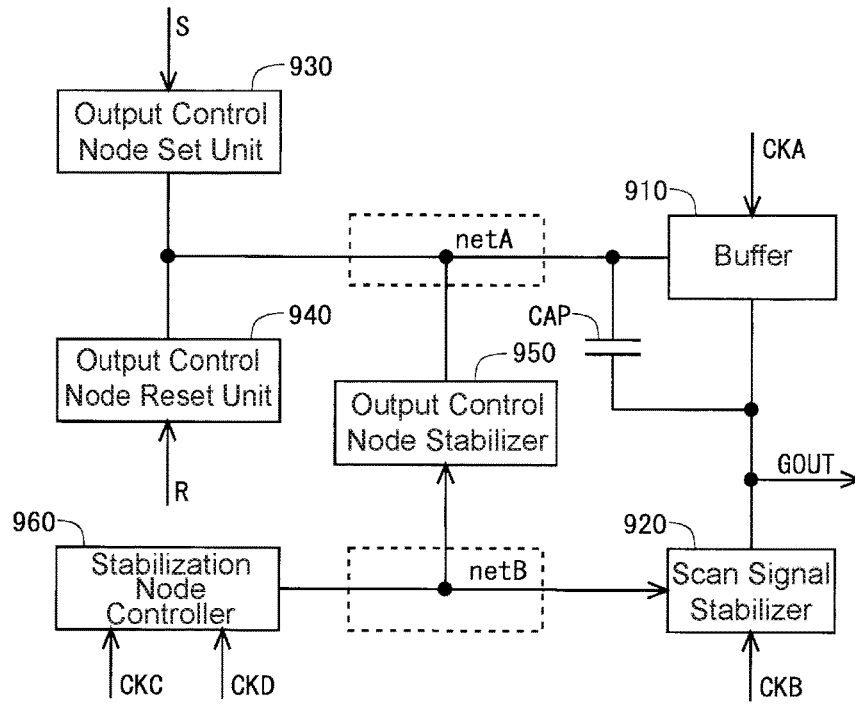 S
930
Output Control
Node Set Unit
CKA
910
netA
Buffer
940
CAP
950
Output Control
Node Reset Unit
Output Control
Node Stabilizer
R
GOUT
960
920
Stabilization
Node
Controller
netB
Scan Signal
Stabilizer
CKC
CKD
CKB